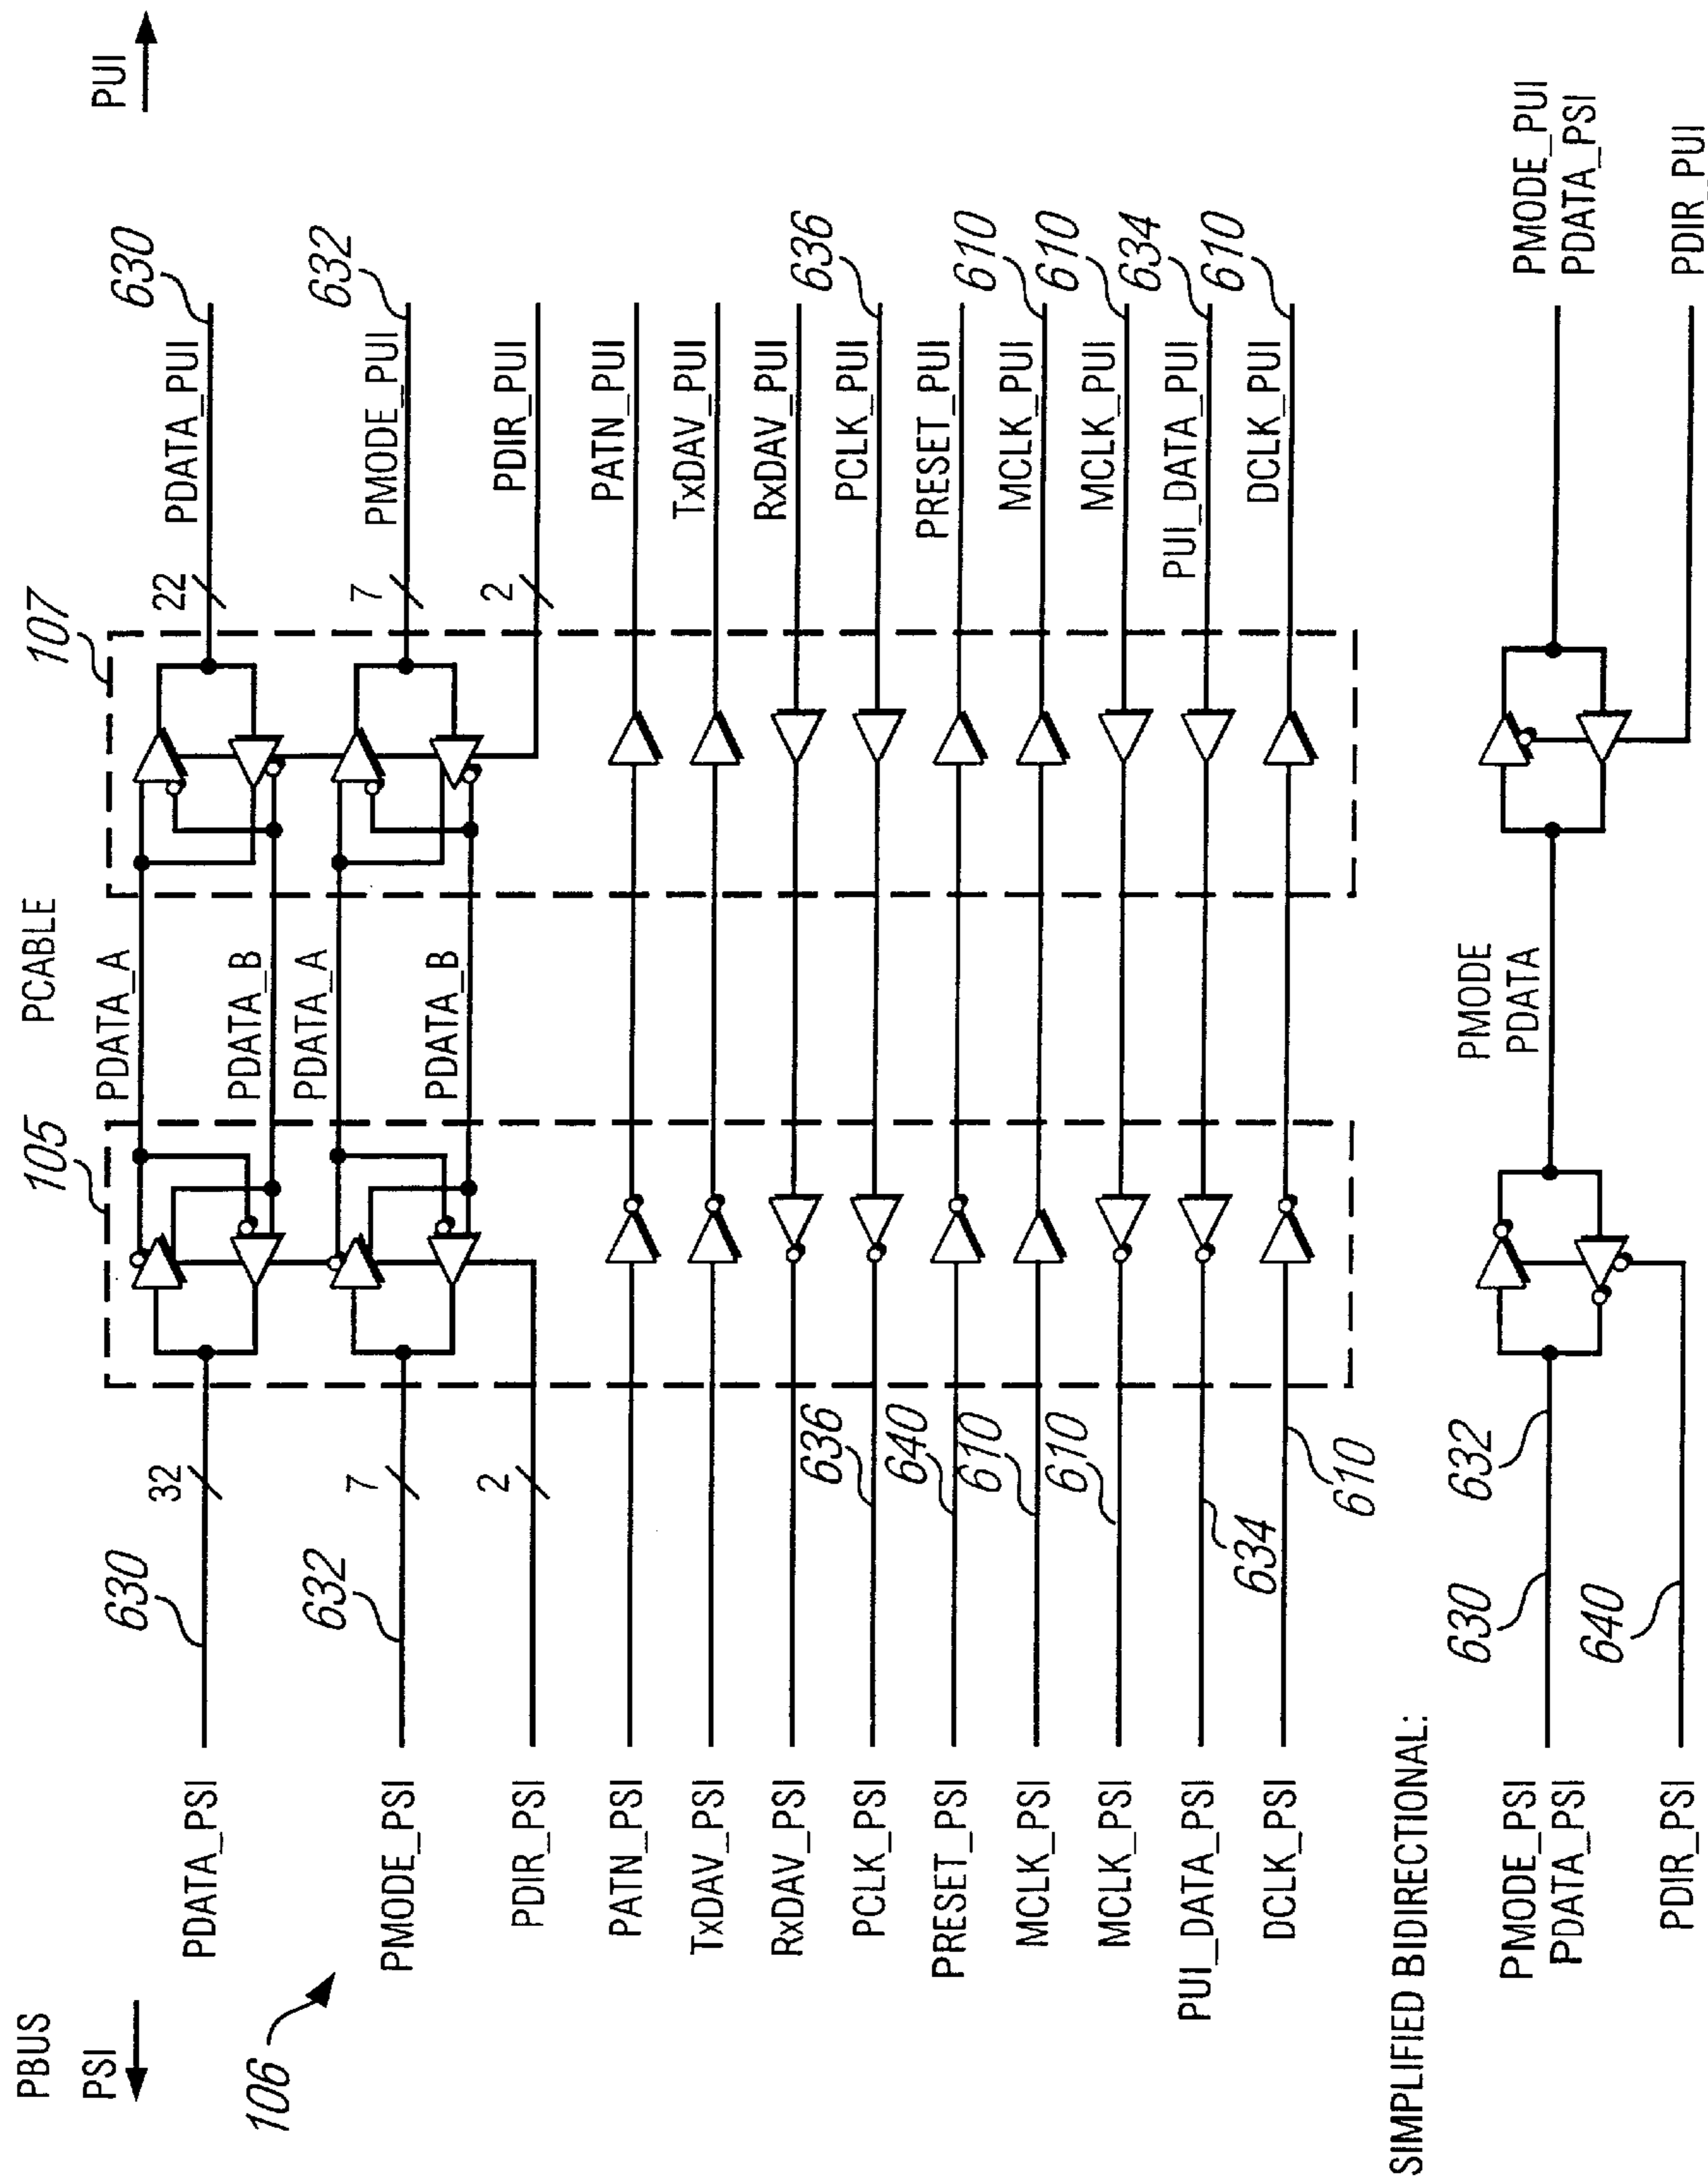 PBUS
PSI
PCABLE
PUI
106
105
107
PDATA_PSI
630
32
PDATA_A
PDATA_B
22
PDATA_PUI
630
PMODE_PSI
632
7
PDATA_A
PDATA_B
7
PMODE_PUI
632
PDIR_PSI
2
2
PDIR_PUI
PATN_PSI
PATN_PUI
TxDAV_PSI
TxDAV_PUI
RxDAV_PSI
RxDAV_PUI
PCLK_PSI
636
PCLK_PUI
636
PRESET_PSI
640
PRESET_PUI
MCLK_PSI
610
MCLK_PUI
610
MCLK_PSI
610
MCLK_PUI
610
PUI_DATA_PSI
634
PUI_DATA_PUI
634
DCLK_PSI
610
DCLK_PUI
610
SIMPLIFIED BIDIRECTIONAL:
PMODE_PSI
PDATA_PSI
630
632
PMODE
PDATA
PMODE_PUI
PDATA_PSI
PDIR_PSI
640
PDIR_PUI